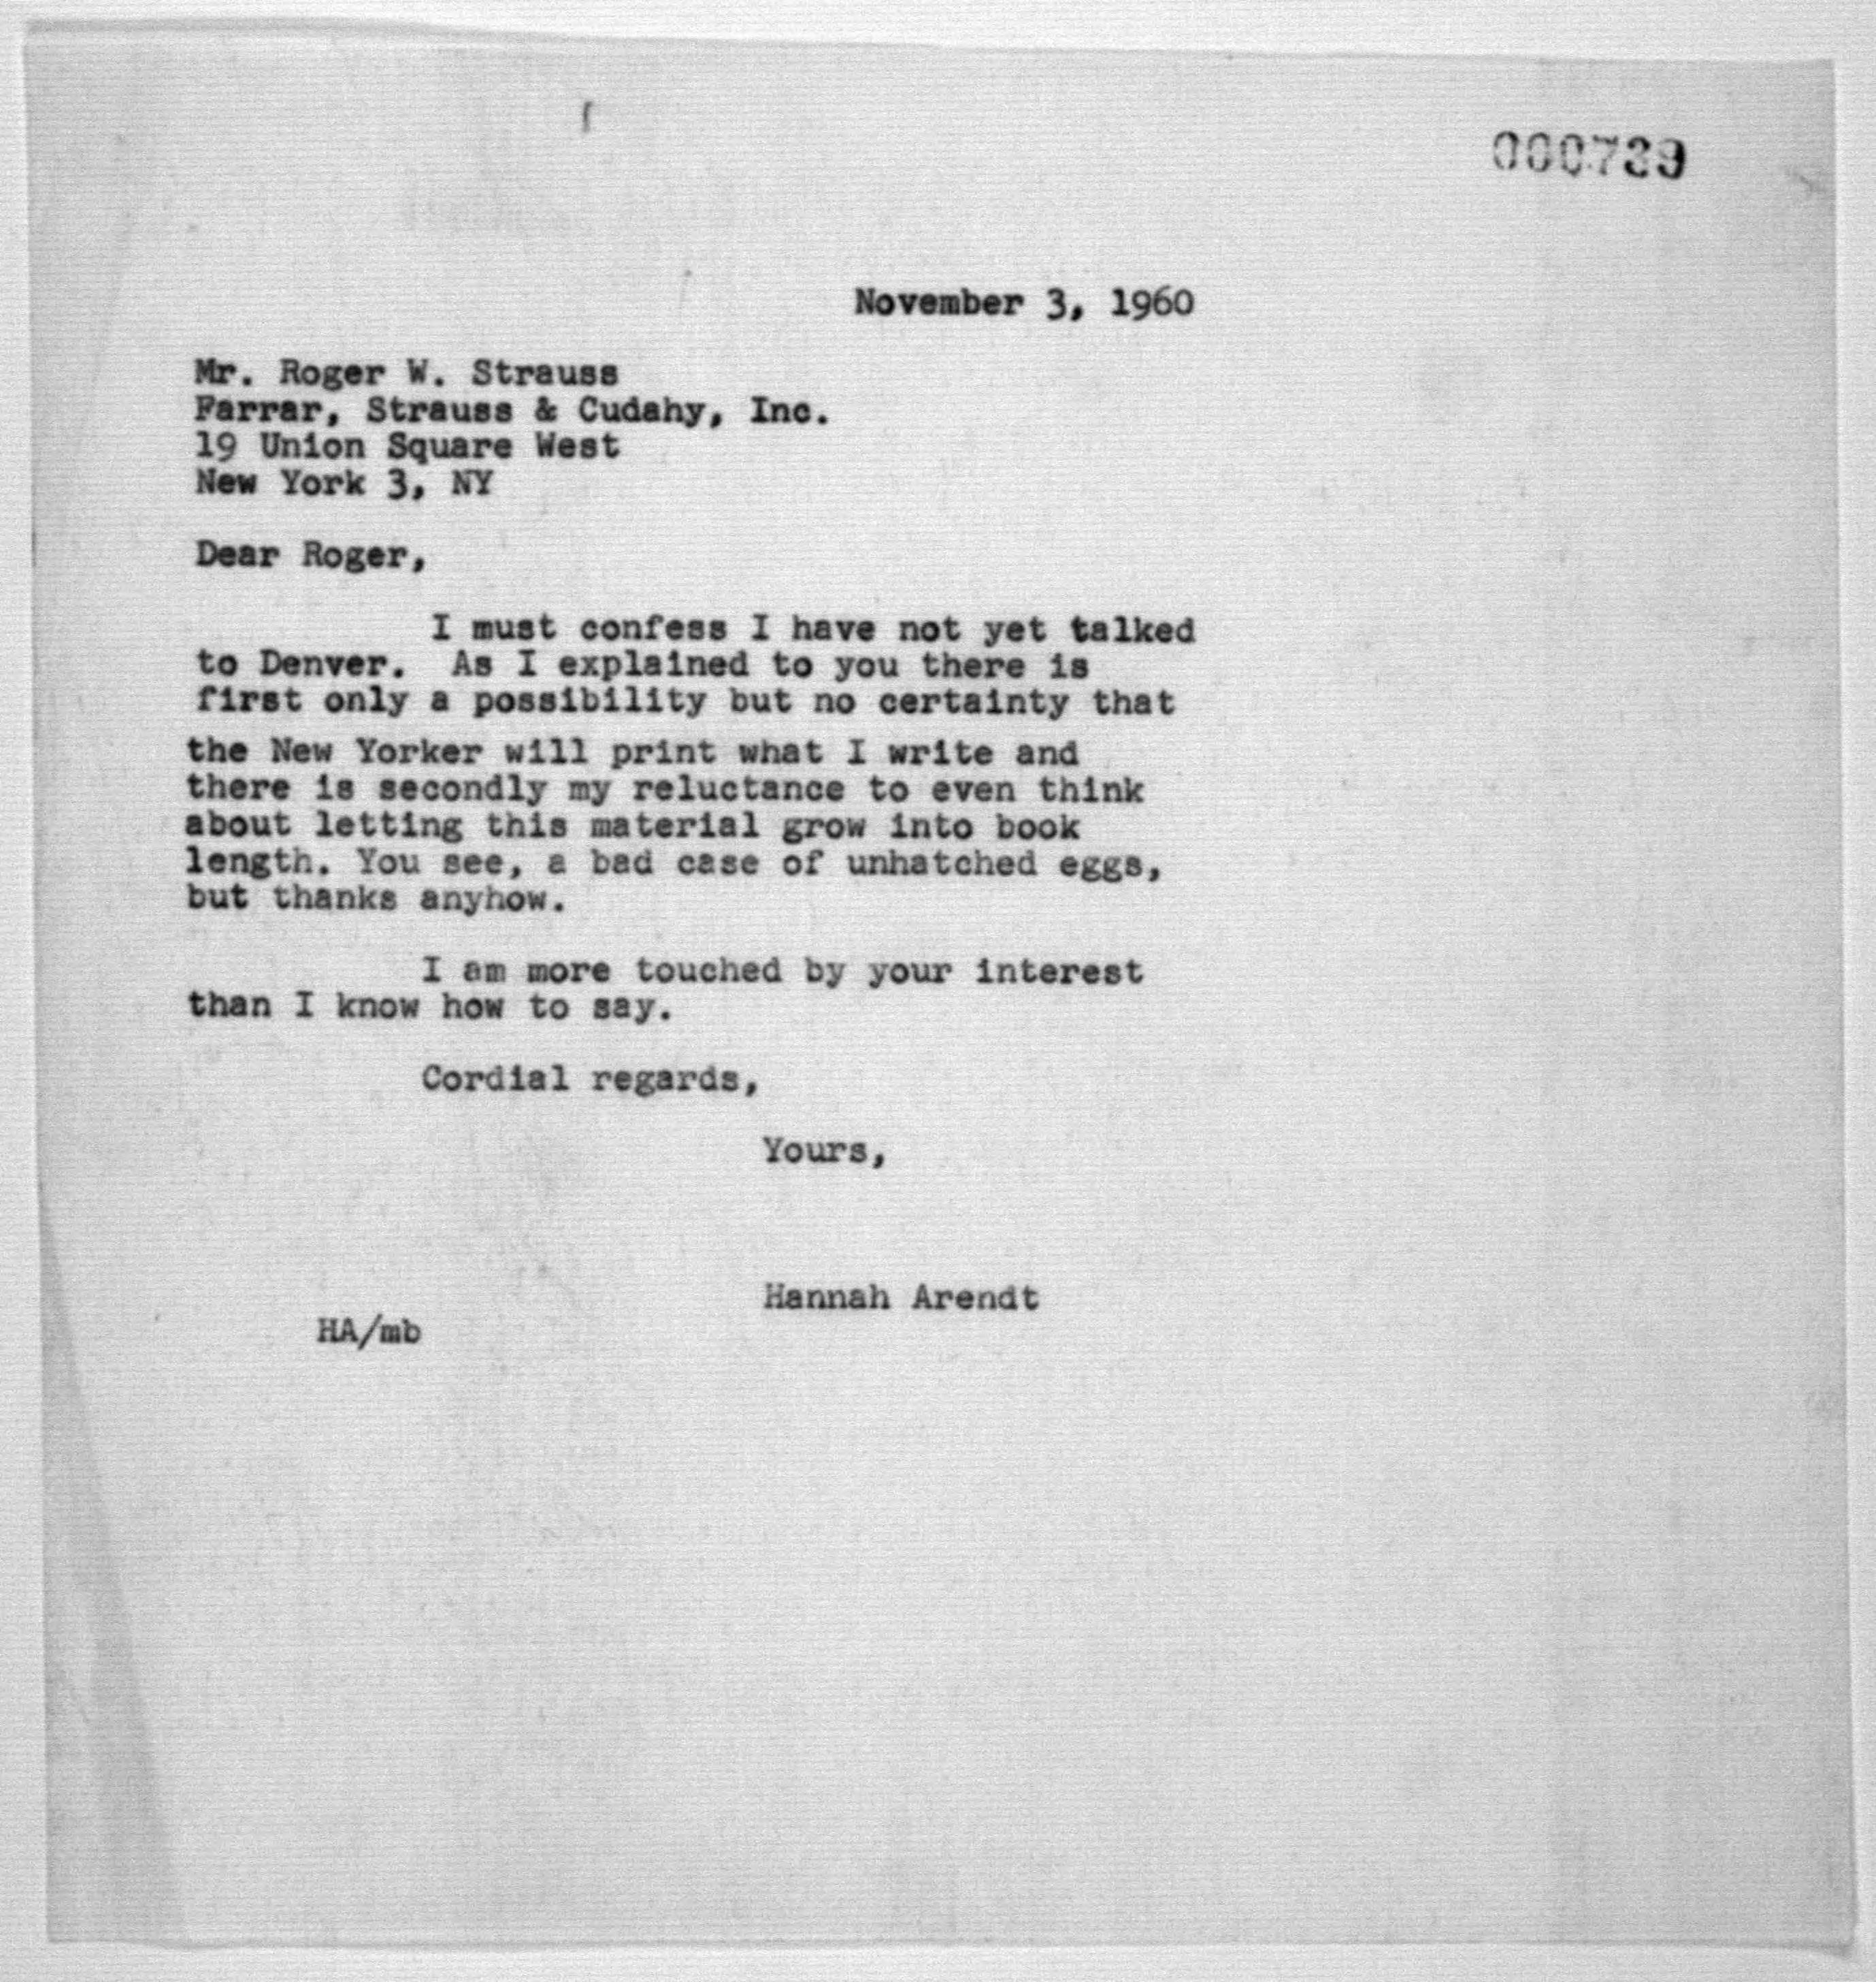 000739
November 3, 1960
Mr. Roger W. Strauss
Farrar, Strauss & Cudahy, Inc.
19 Union Square West
New York 3, NY
Dear Roger,
I must confess I have not yet talked
to Denver. As I explained to you there is
first only a possibility but no certainty that
the New Yorker will print what I write and
there is secondly my reluctance to even think
about letting this material grow into book
length. You see, a bad case of unhatched eggs,
but thanks anyhow.
I am more touched by your interest
than I know how to say.
Cordial regards,
Yours,
Hannah Arendt
HA/mb